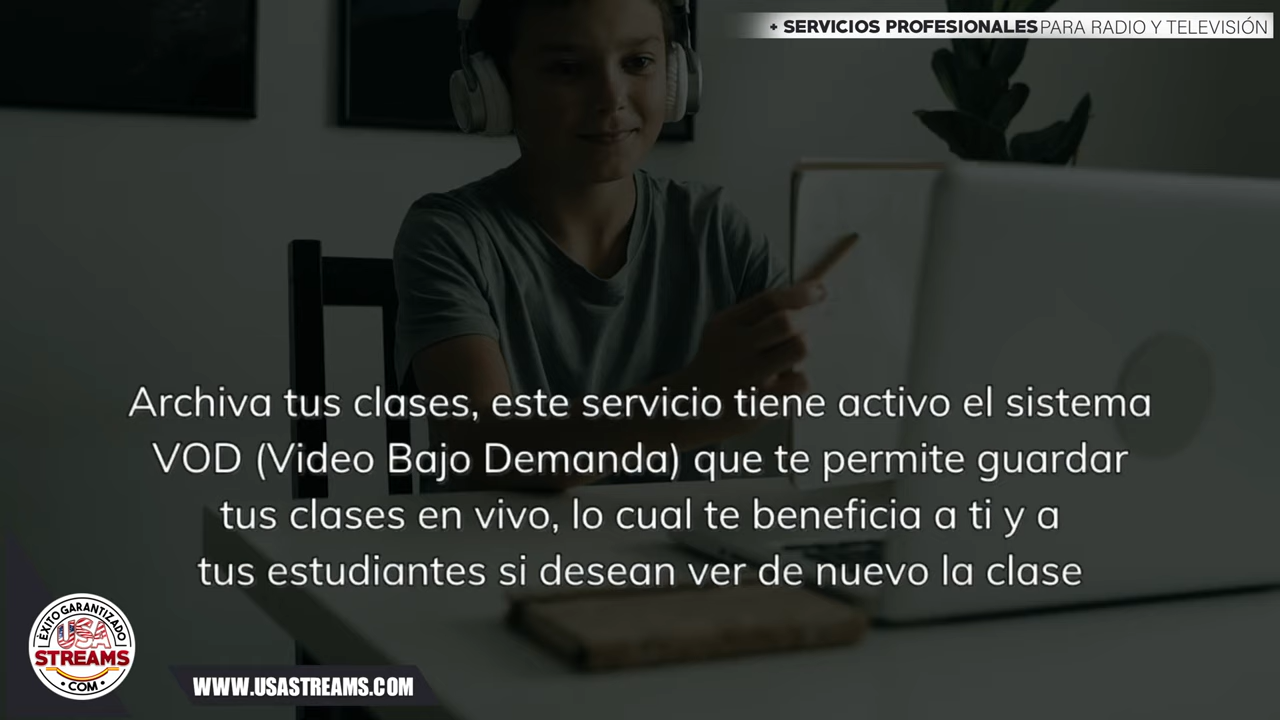 + SERVICIOS PROFESIONALES PARA RADIO Y TELEVISIÓN
Archiva tus clases, este servicio tiene activo el sistema
VOD (Video Bajo Demanda) que te permite guardar
tus clases en vivo, lo cual te beneficia a ti y a
tus estudiantes si desean ver de nuevo la clase
ÉXITO GARANTIZADO
USA
STREAMS
• COM •
WWW.USASTREAMS.COM